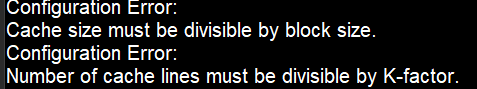 Configuration Error:
Cache size must be divisible by block size.
Configuration Error:
Number of cache lines must be divisible by K-factor.